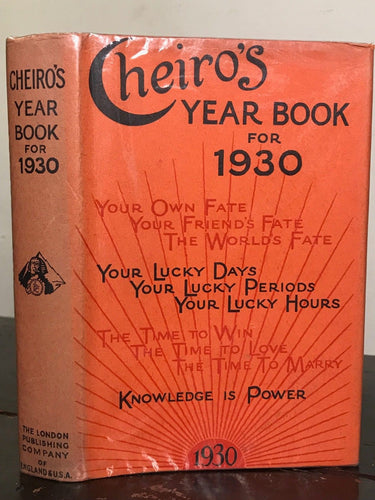 CHEIRO'S
YEAR
BOOK
FOR
1930
THE LONDON
PUBLISHING
COMPANY
OF
ENGLAND & U.S.A.
Cheiro's
YEAR BOOK
FOR
1930
YOUR OWN FATE
YOUR FRIEND'S FATE
THE WORLD'S FATE
YOUR LUCKY DAYS
YOUR LUCKY PERIODS
YOUR LUCKY HOURS
THE TIME TO WIN
THE TIME TO LOVE
THE TIME TO MARRY
KNOWLEDGE IS POWER
1930